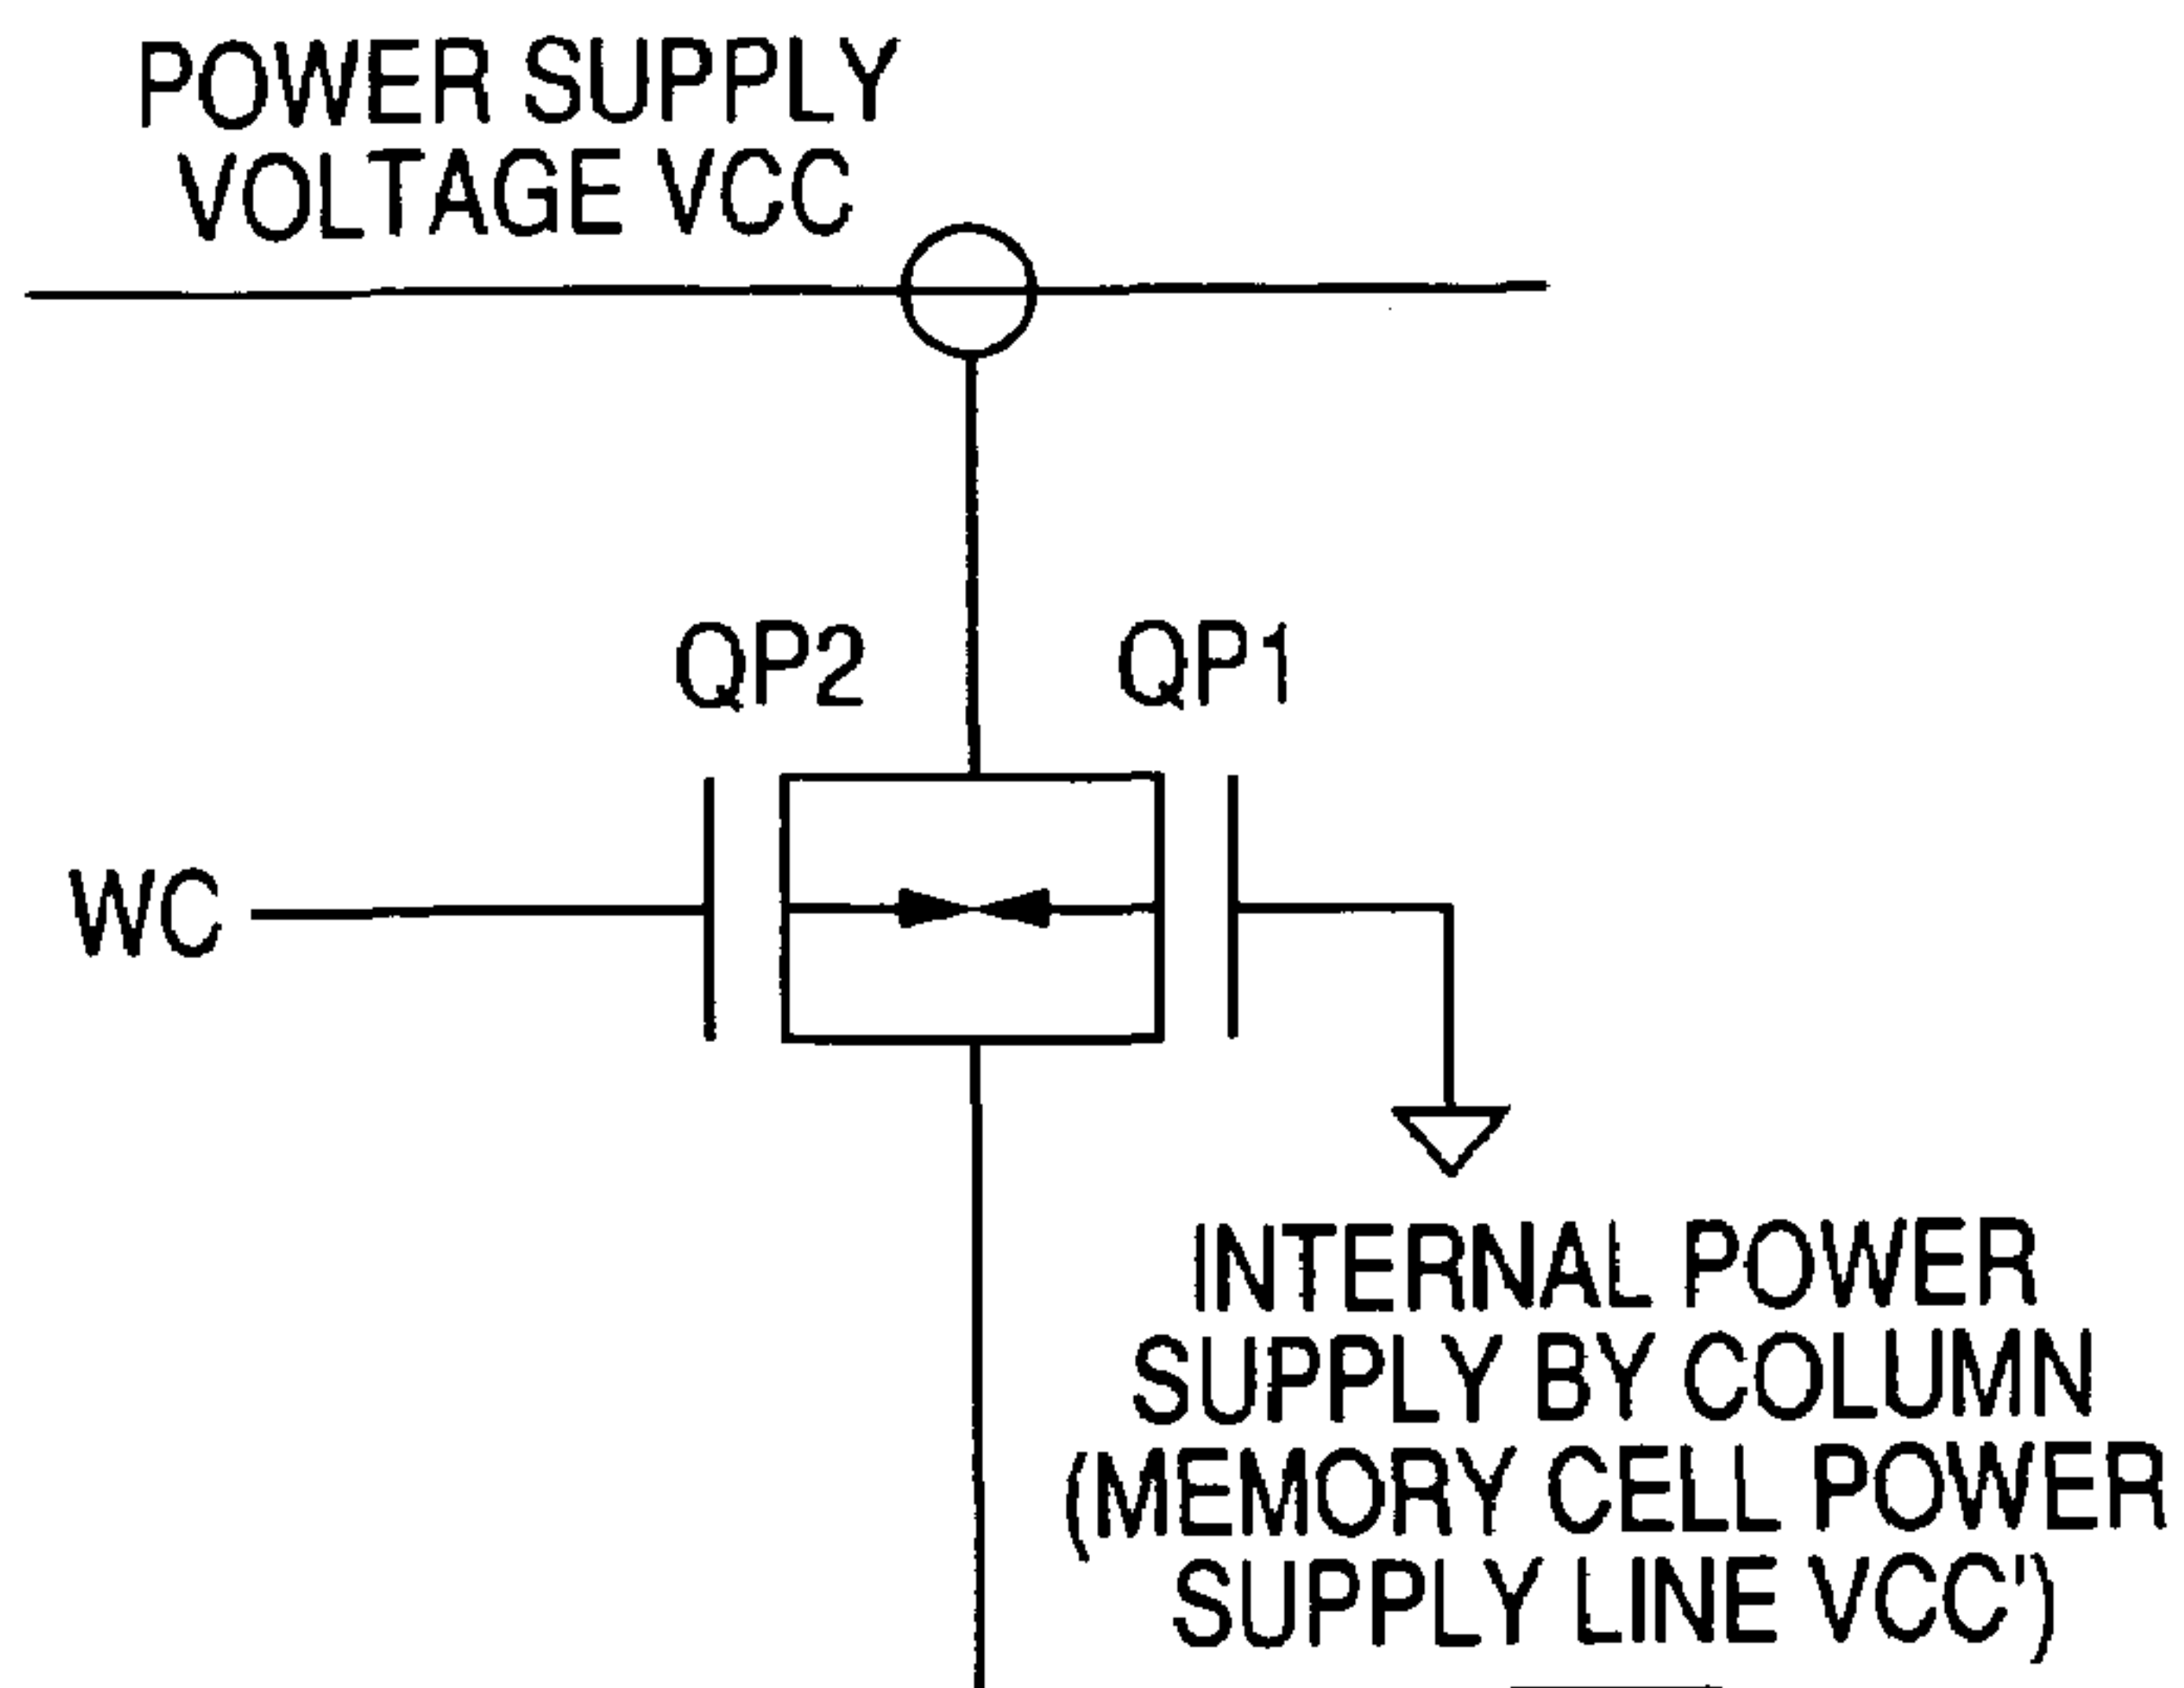 POWER SUPPLY
VOLTAGE VCC
QP2 QP1
WC
INTERNAL POWER
SUPPLY BY COLUMN
(MEMORY CELL POWER
SUPPLY LINE VCC')